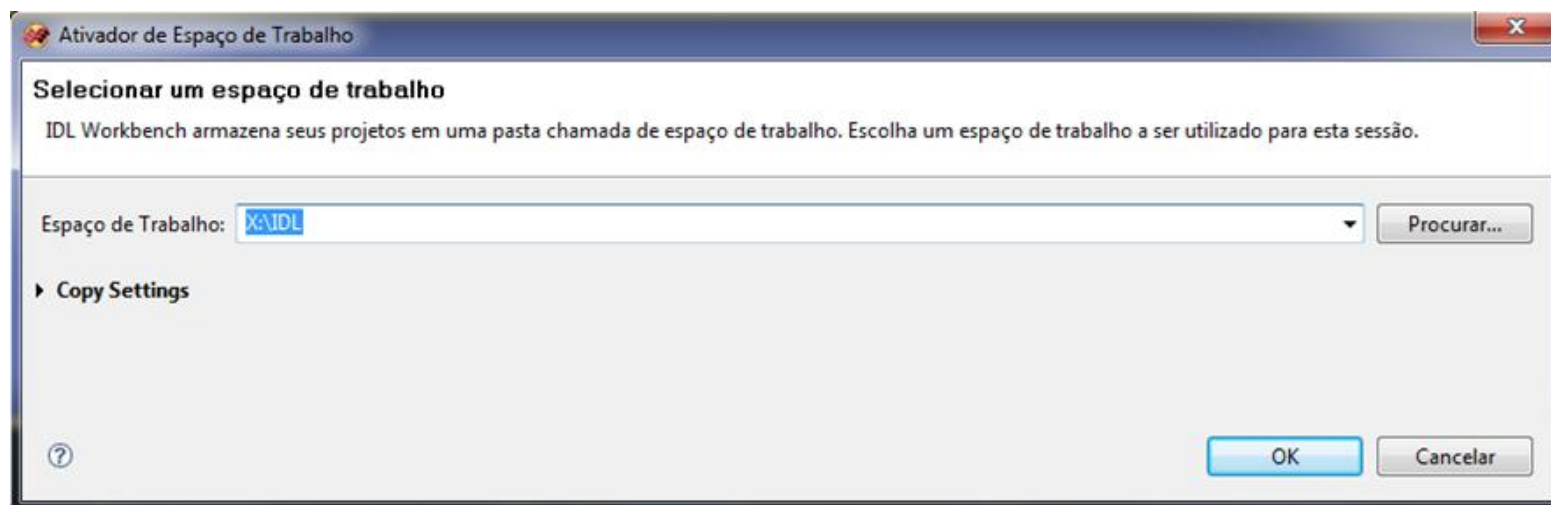 Ativador de Espaço de Trabalho
Selecionar um espaço de trabalho
IDL Workbench armazena seus projetos em uma pasta chamada de espaço de trabalho. Escolha um espaço de trabalho a ser utilizado para esta sessão.
Espaço de Trabalho: X:\IDL Procurar...
Copy Settings
OK Cancelar